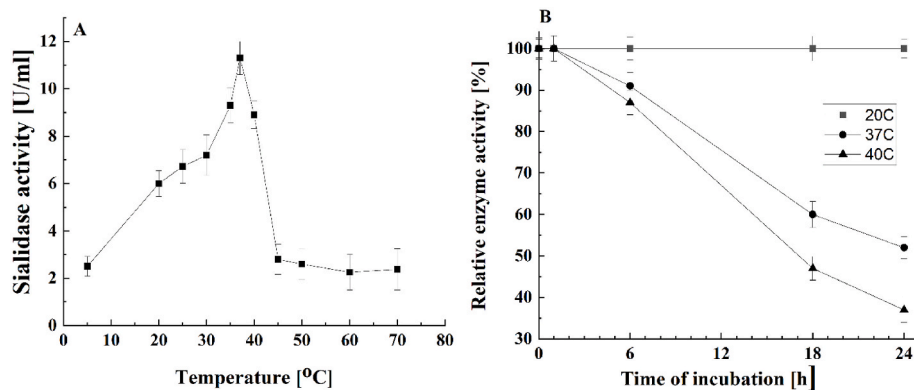 A
Sialidase activity [U/ml]
12
10
8
6
4
2
0
0 10 20 30 40 50 60 70 80
Temperature [°C]
B
Relative enzyme activity [%]
100
90
80
70
60
50
40
30
20C
37C
40C
0 6 12 18 24
Time of incubation [h]